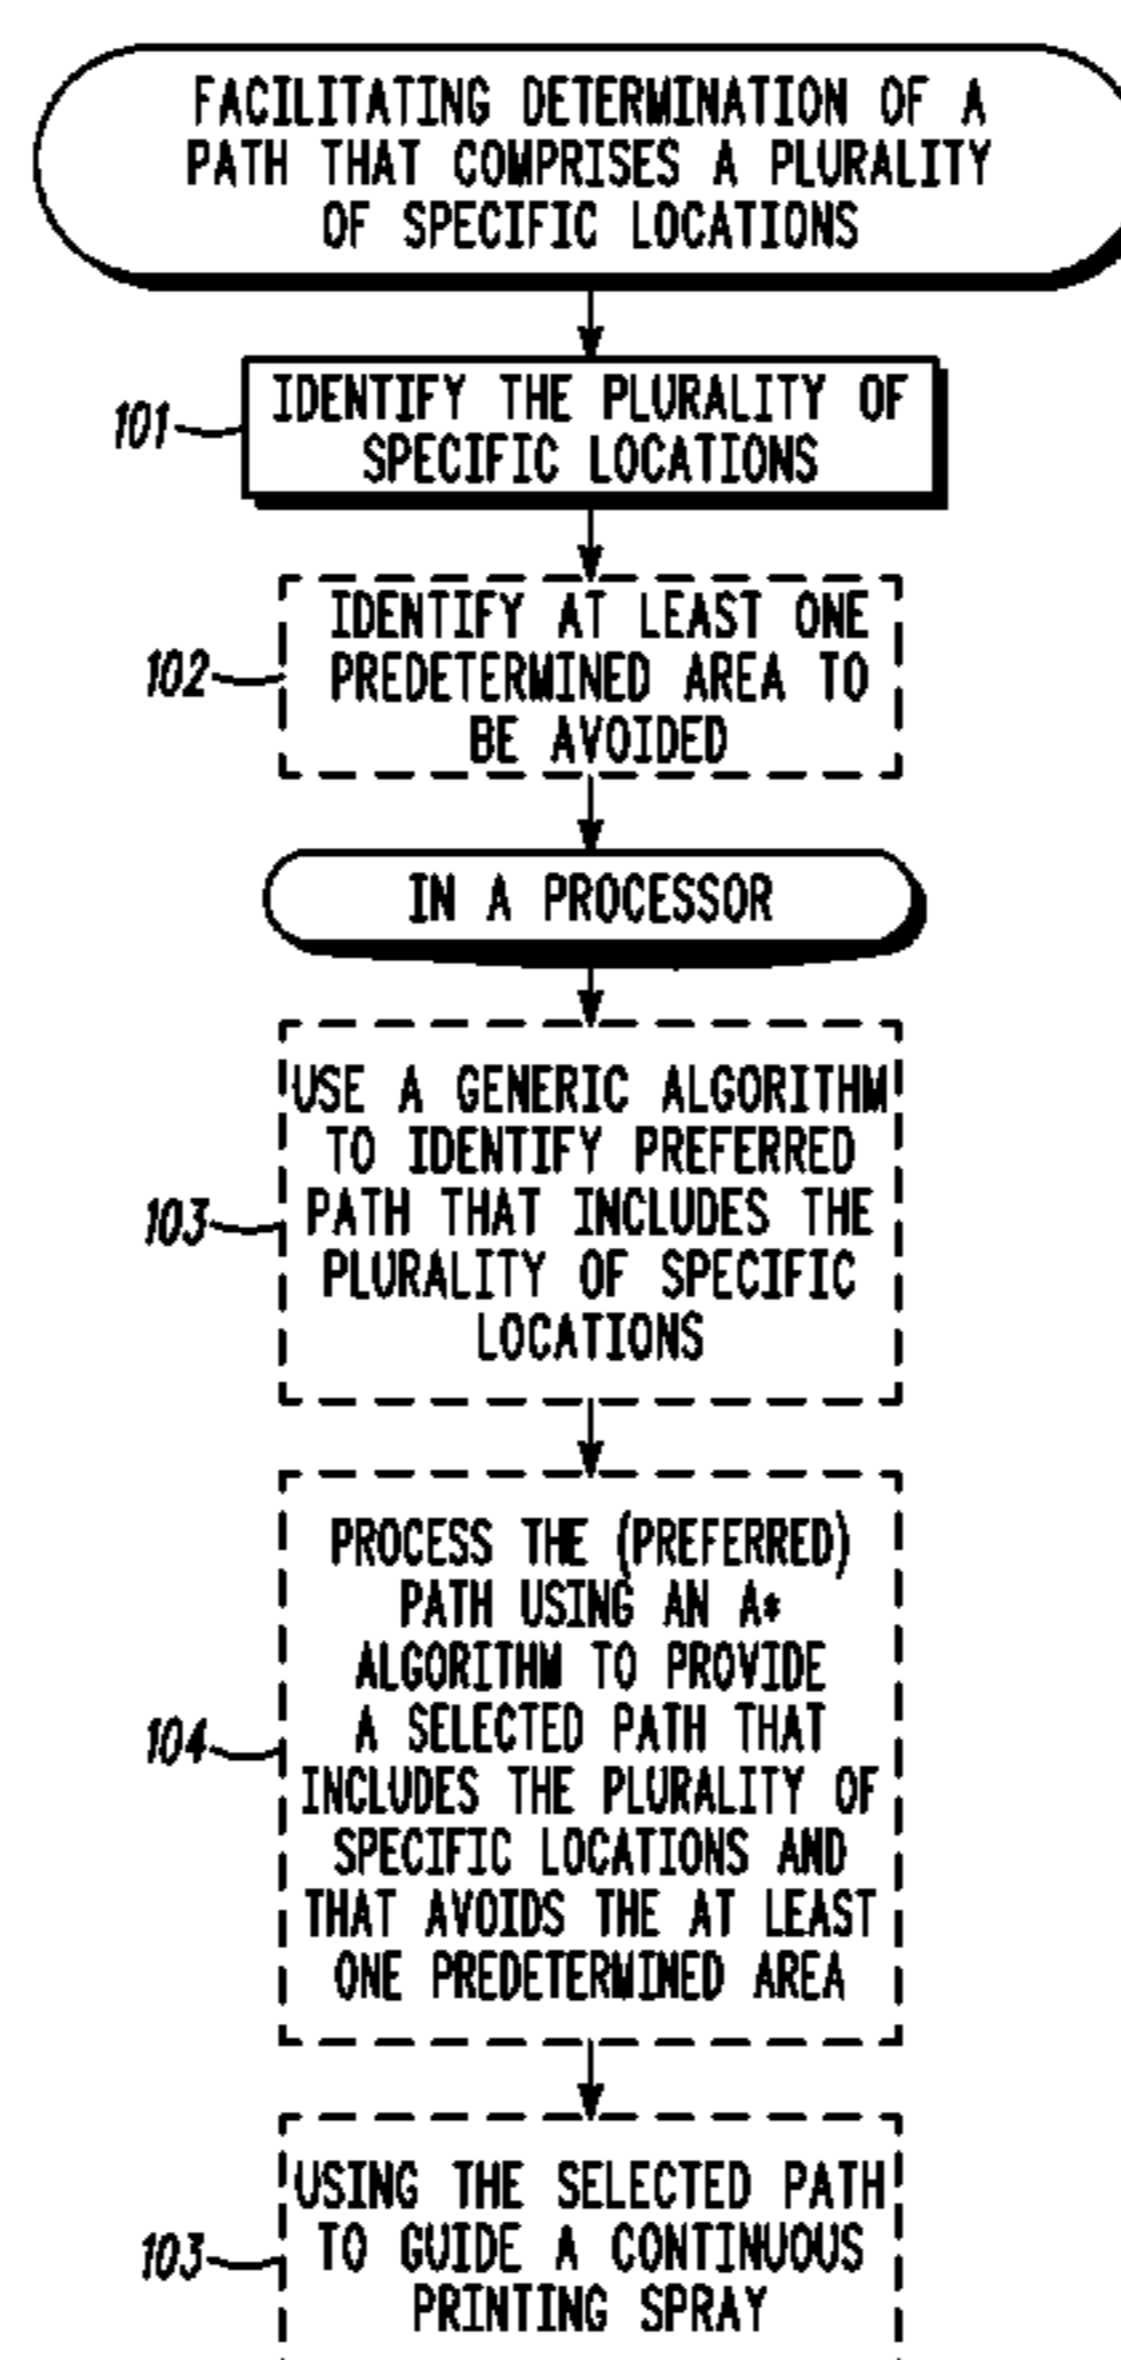 FACILITATING DETERMINATION OF A
PATH THAT COMPRISES A PLURALITY
OF SPECIFIC LOCATIONS
101
IDENTIFY THE PLURALITY OF
SPECIFIC LOCATIONS
102
IDENTIFY AT LEAST ONE
PREDETERMINED AREA TO
BE AVOIDED
IN A PROCESSOR
103
USE A GENERIC ALGORITHM
TO IDENTIFY PREFERRED
PATH THAT INCLUDES THE
PLURALITY OF SPECIFIC
LOCATIONS
104
PROCESS THE (PREFERRED)
PATH USING AN A*
ALGORITHM TO PROVIDE
A SELECTED PATH THAT
INCLUDES THE PLURALITY OF
SPECIFIC LOCATIONS AND
THAT AVOIDS THE AT LEAST
ONE PREDETERMINED AREA
103
USING THE SELECTED PATH
TO GUIDE A CONTINUOUS
PRINTING SPRAY